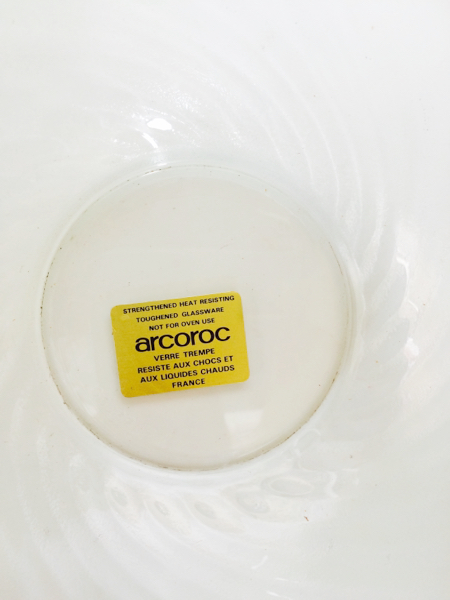 STRENGTHENED HEAT RESISTING
TOUGHENED GLASSWARE
NOT FOR OVEN USE
arcoroc
VERRE TREMPE
RESISTE AUX CHOCS ET
AUX LIQUIDES CHAUDS
FRANCE